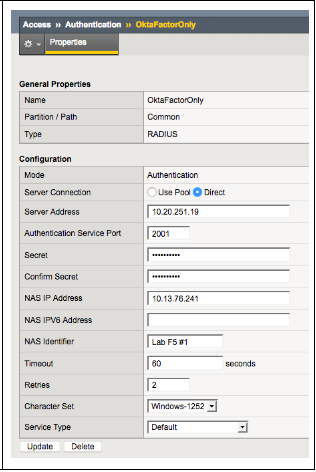 Access » Authentication » OktaFactorOnly
Properties
General Properties
Name OktaFactorOnly
Partition / Path Common
Type RADIUS
Configuration
Mode Authentication
Server Connection Use Pool Direct
Server Address 10.20.251.19
Authentication Service Port 2001
Secret ••••••••••
Confirm Secret ••••••••••
NAS IP Address 10.13.76.241
NAS IPV6 Address
NAS Identifier Lab F5 #1
Timeout 60 seconds
Retries 2
Character Set Windows-1252
Service Type Default
Update Delete